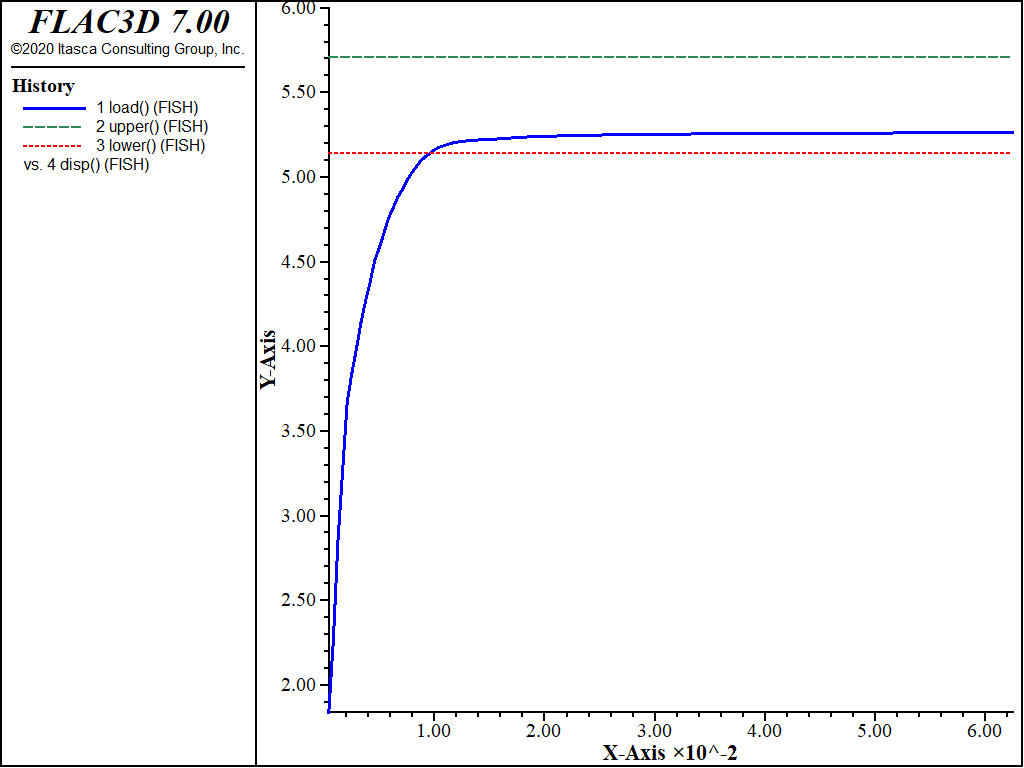 FLAC3D 7.00
©2020 Itasca Consulting Group, Inc.
History
1 load() (FISH)
2 upper() (FISH)
3 lower() (FISH)
vs. 4 disp() (FISH)
6.00
5.50
5.00
4.50
4.00
3.50
3.00
2.50
2.00
Y-Axis
1.00 2.00 3.00 4.00 5.00 6.00
X-Axis ×10^-2